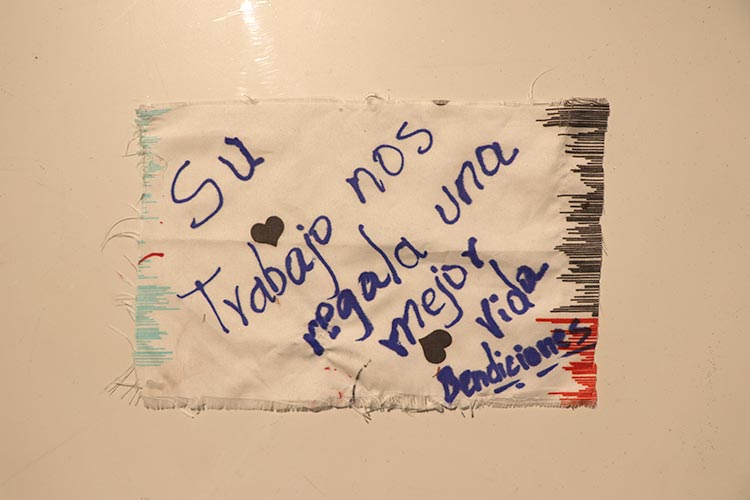 Su
Trabajo nos
regala una
mejor
vida
Bendiciones